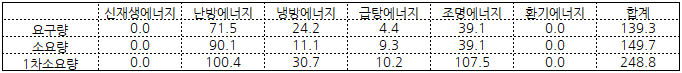 신재생에너지 난방에너지 냉방에너지 급탕에너지 조명에너지 환기에너지 합계
요구량 0.0 71.5 24.2 4.4 39.1 0.0 139.3
소요량 0.0 90.1 11.1 9.3 39.1 0.0 149.7
1차소요량 0.0 100.4 30.7 10.2 107.5 0.0 248.8